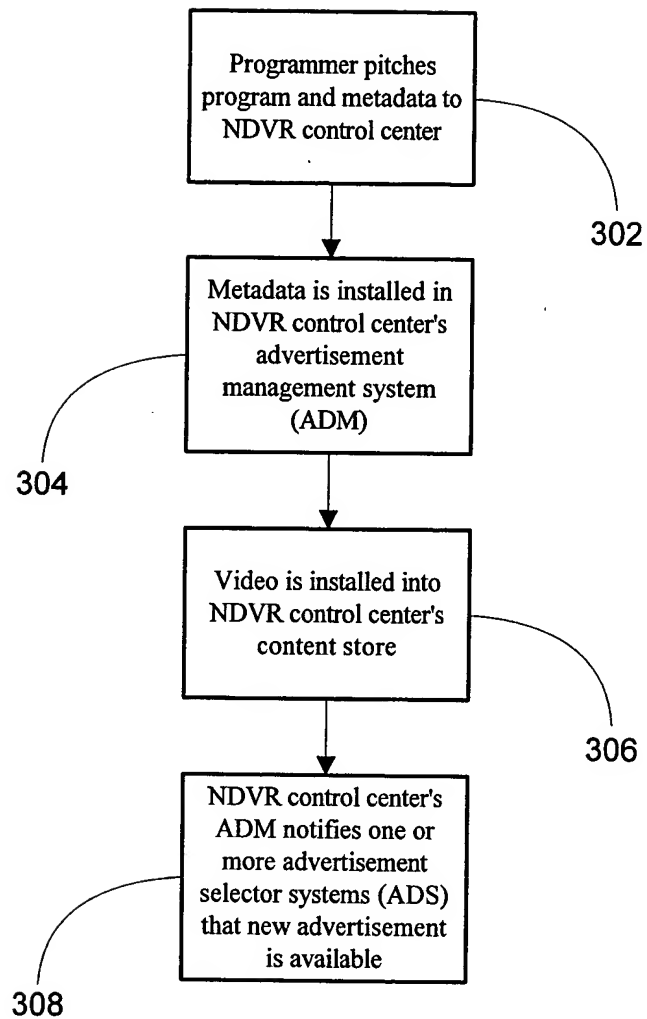 Programmer pitches
program and metadata to
NDVR control center
302
Metadata is installed in
NDVR control center's
advertisement
management system
(ADM)
304
Video is installed into
NDVR control center's
content store
306
NDVR control center's
ADM notifies one or
more advertisement
selector systems (ADS)
that new advertisement
is available
308